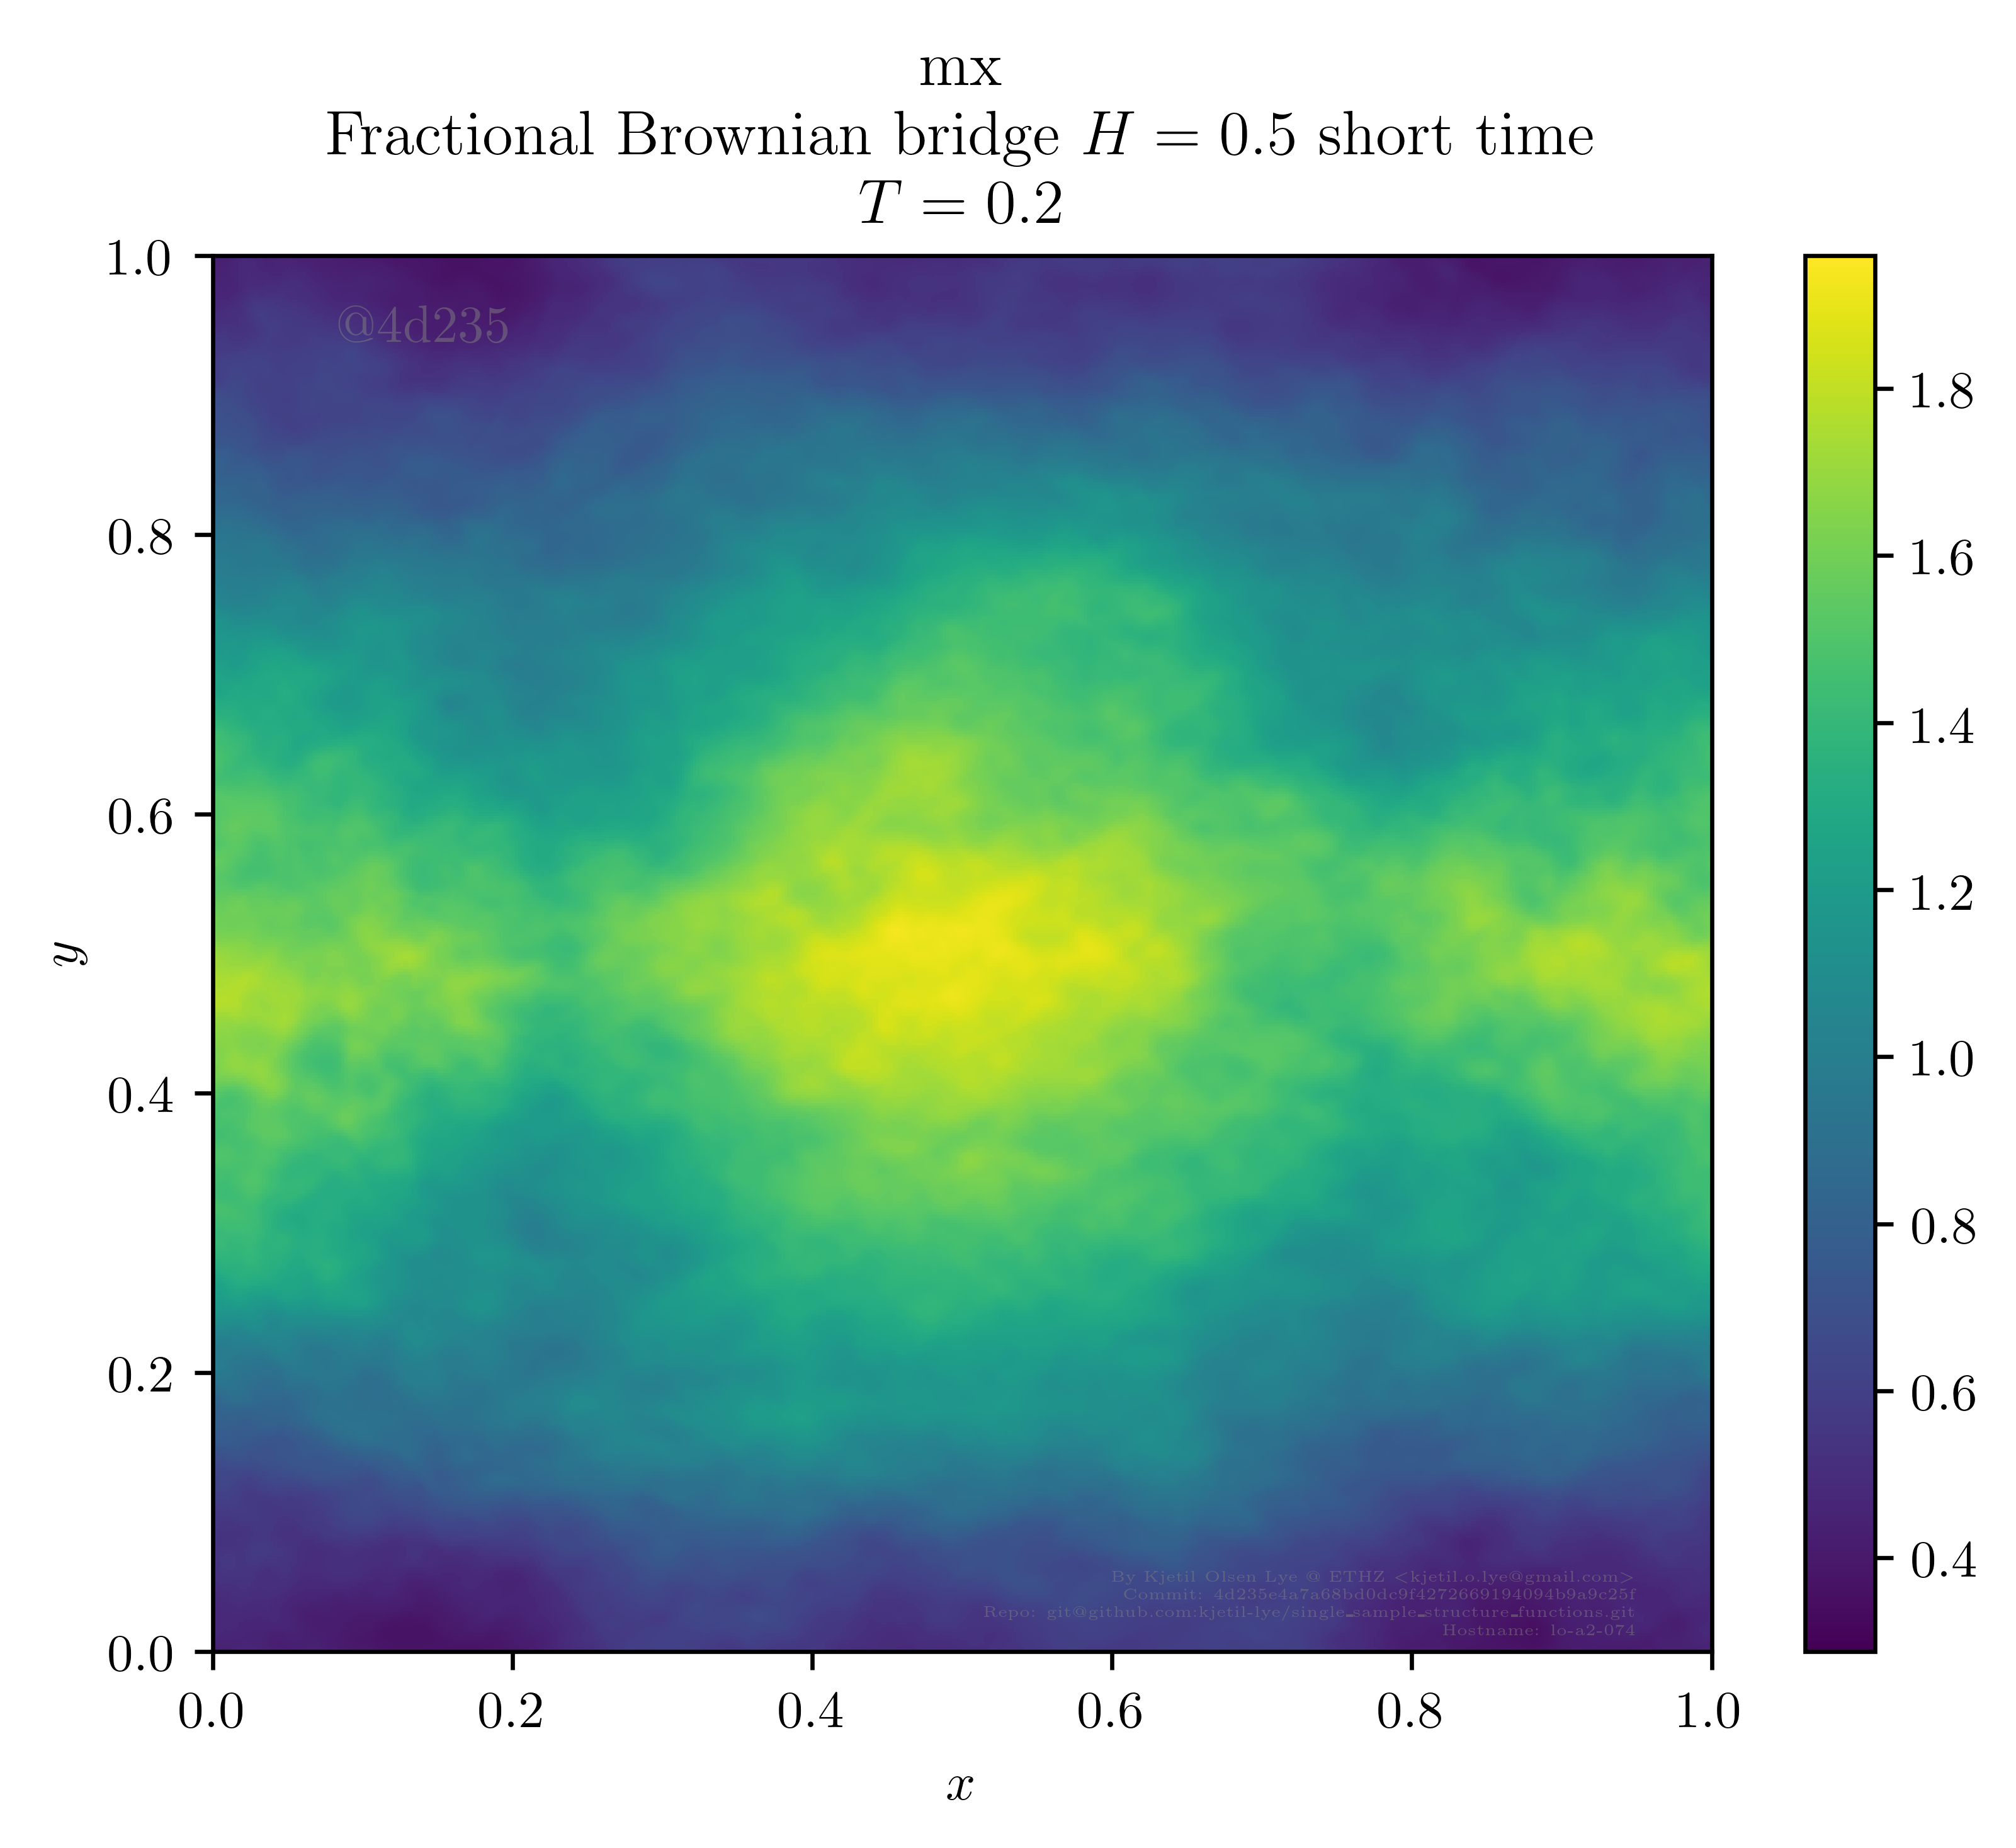 mx
Fractional Brownian bridge H = 0.5 short time
T = 0.2
@4d235
1.0
0.8
0.6
0.4
0.2
0.0
y
0.0 0.2 0.4 0.6 0.8 1.0
x
1.8
1.6
1.4
1.2
1.0
0.8
0.6
0.4
By Kjetil Olsen Lye @ ETHZ <kjetil.o.lye@gmail.com>
Commit: 4d235e4a7a68bd0dc9f4272669194094b9a9c25f
Repo: git@github.com:kjetil-lye/single_sample_structure_functions.git
Hostname: lo-a2-074